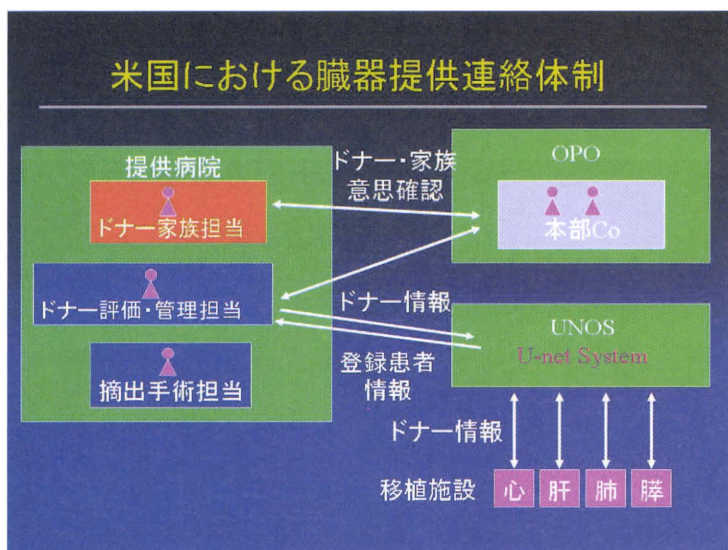 米国における臓器提供連絡体制
提供病院
ドナー家族担当
ドナー評価・管理担当
摘出手術担当
ドナー・家族
意思確認
ドナー情報
登録患者
情報
OPO
本部Co
UNOS
U-net System
ドナー情報
移植施設
心 肝 肺 膵